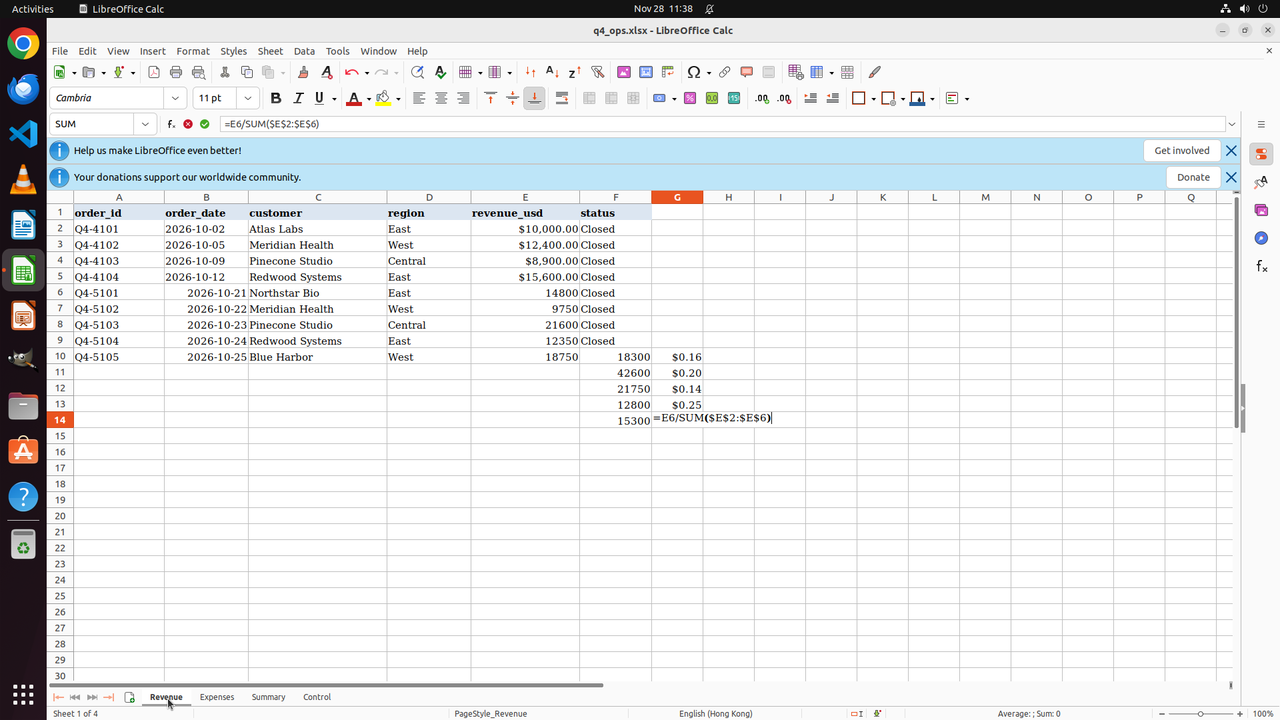 Activities LibreOffice Calc Nov 28 11:38
q4_ops.xlsx - LibreOffice Calc
File Edit View Insert Format Styles Sheet Data Tools Window Help
Cambria 11 pt
SUM =E6/SUM($E$2:$E$6)
Help us make LibreOffice even better! Get involved
Your donations support our worldwide community. Donate
A B C D E F G H I J K L M N O P Q
1 order_id order_date customer region revenue_usd status
2 Q4-4101 2026-10-02 Atlas Labs East $10,000.00 Closed
3 Q4-4102 2026-10-05 Meridian Health West $12,400.00 Closed
4 Q4-4103 2026-10-09 Pinecone Studio Central $8,900.00 Closed
5 Q4-4104 2026-10-12 Redwood Systems East $15,600.00 Closed
6 Q4-5101 2026-10-21 Northstar Bio East 14800 Closed
7 Q4-5102 2026-10-22 Meridian Health West 9750 Closed
8 Q4-5103 2026-10-23 Pinecone Studio Central 21600 Closed
9 Q4-5104 2026-10-24 Redwood Systems East 12350 Closed
10 Q4-5105 2026-10-25 Blue Harbor West 18750 18300 $0.16
11 42600 $0.20
12 21750 $0.14
13 12800 $0.25
14 15300 =E6/SUM($E$2:$E$6)
15
16
17
18
19
20
21
22
23
24
25
26
27
28
29
30
Revenue Expenses Summary Control
Sheet 1 of 4 PageStyle_Revenue English (Hong Kong) Average: ; Sum: 0 100%